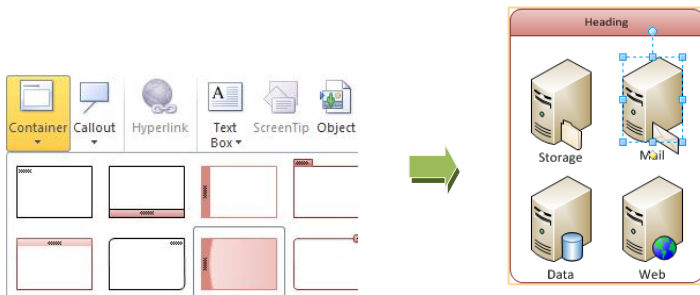 Container Callout Hyperlink Text Box ScreenTip Object
A
Heading
Storage Mail
Data Web